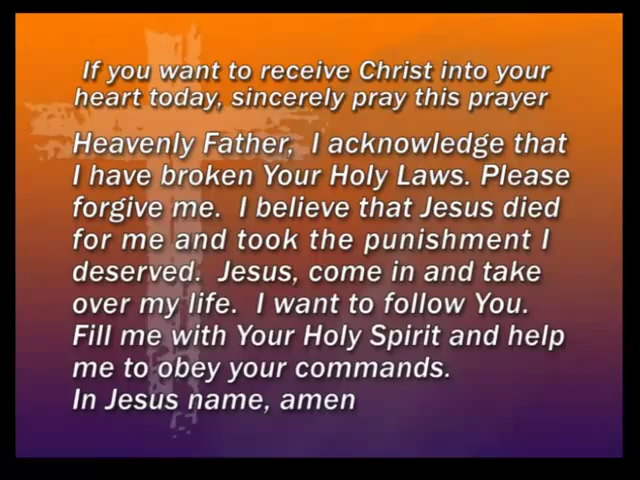 If you want to receive Christ into your
heart today, sincerely pray this prayer
Heavenly Father,  I acknowledge that
I have broken Your Holy Laws. Please
forgive me.  I believe that Jesus died
for me and took the punishment I
deserved.  Jesus, come in and take
over my life.  I want to follow You.
Fill me with Your Holy Spirit and help
me to obey your commands.
In Jesus name, amen